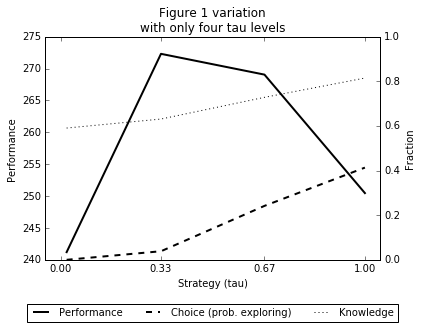 Figure 1 variation
with only four tau levels
275
270
265
260
255
250
245
240
Performance
1.0
0.8
0.6
0.4
0.2
0.0
Fraction
0.00 0.33 0.67 1.00
Strategy (tau)
Performance Choice (prob. exploring) Knowledge